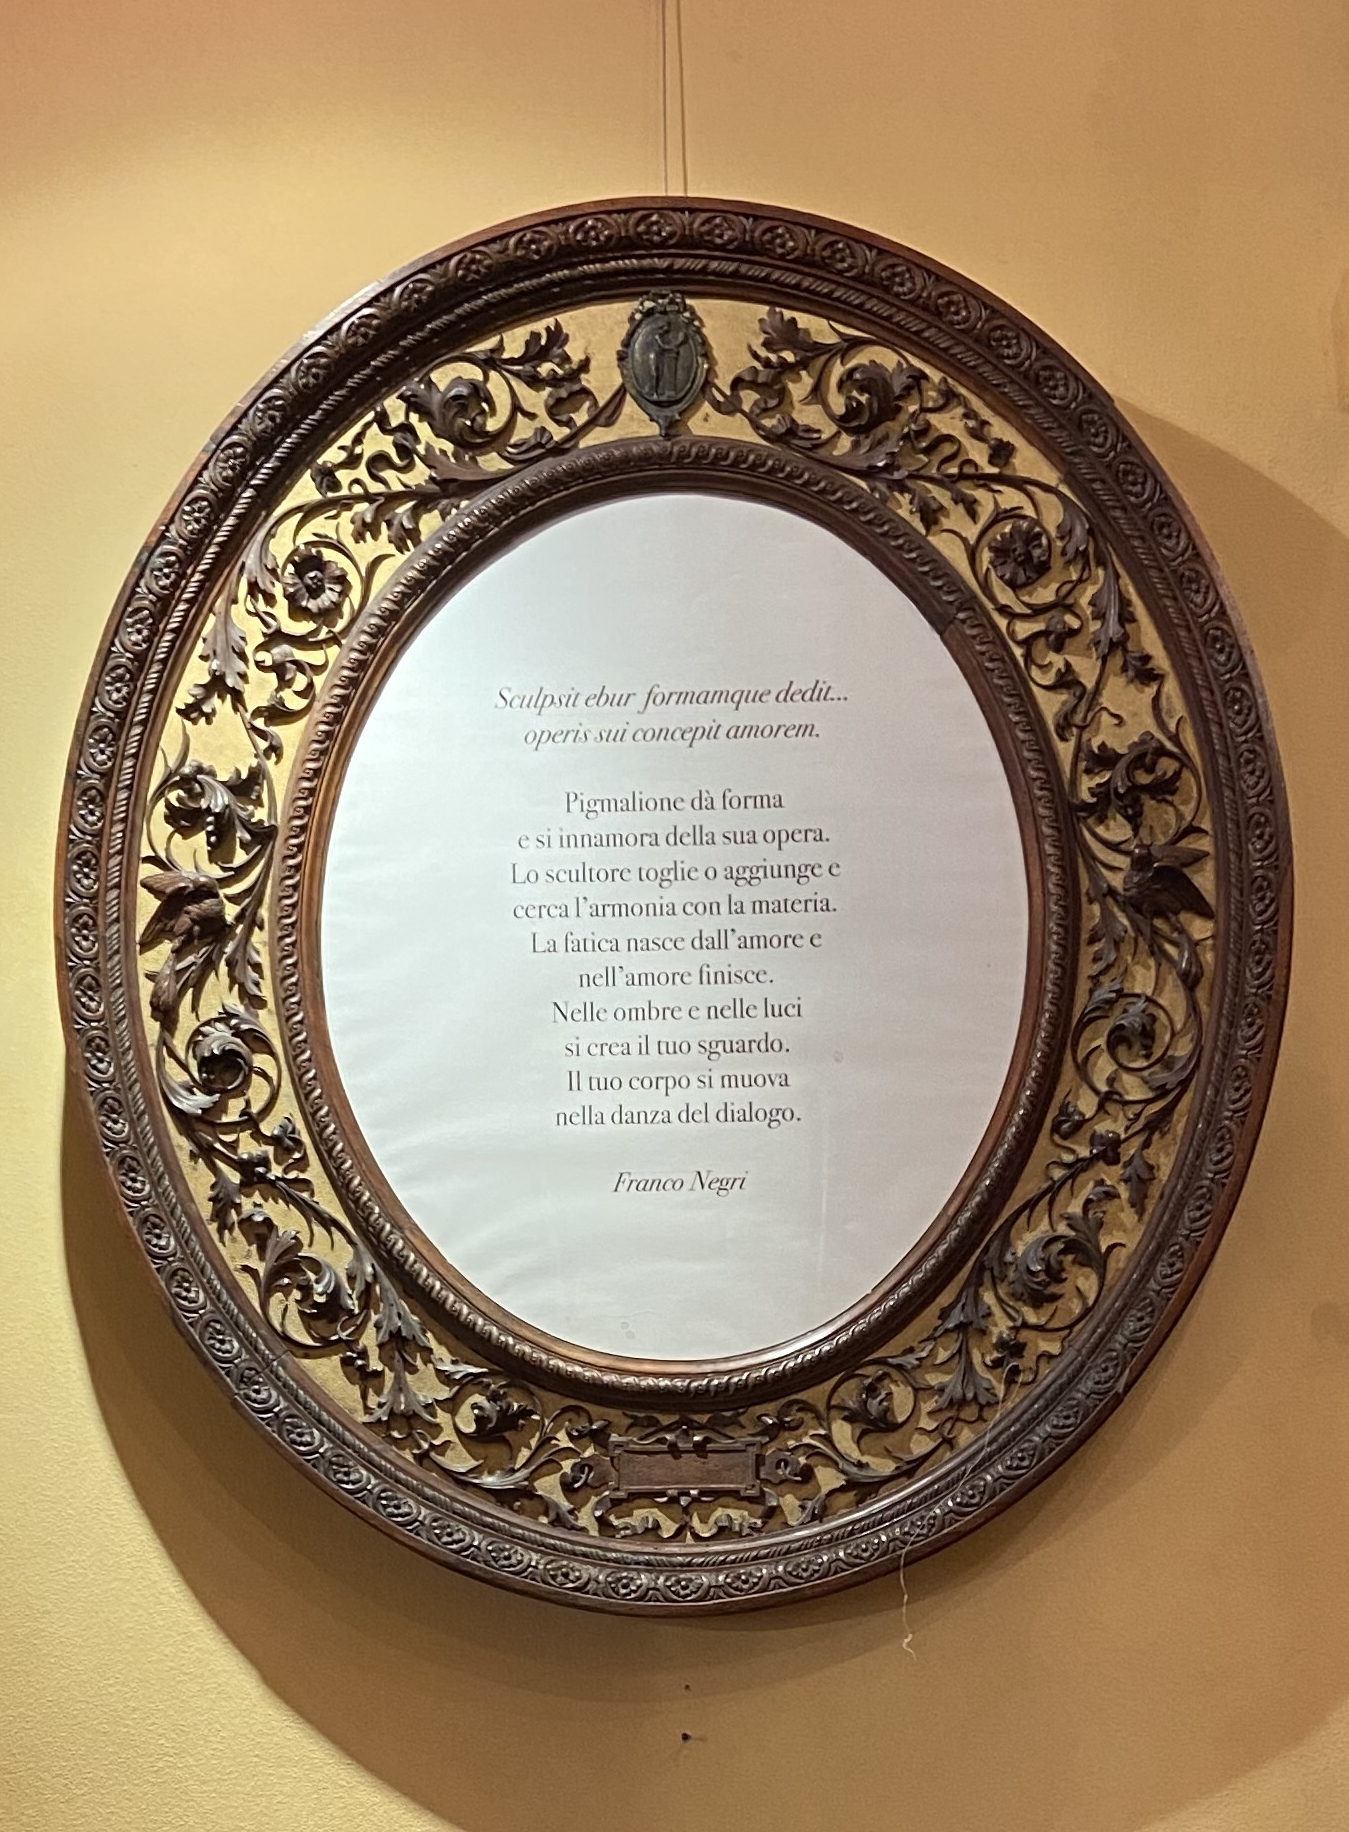 Sculpsit ebur formamque dedit...
operis sui concepit amorem.
Pigmalione dà forma
e si innamora della sua opera.
Lo scultore toglie o aggiunge e
cerca l’armonia con la materia.
La fatica nasce dall’amore e
nell’amore finisce.
Nelle ombre e nelle luci
si crea il tuo sguardo.
Il tuo corpo si muova
nella danza del dialogo.
Franco Negri